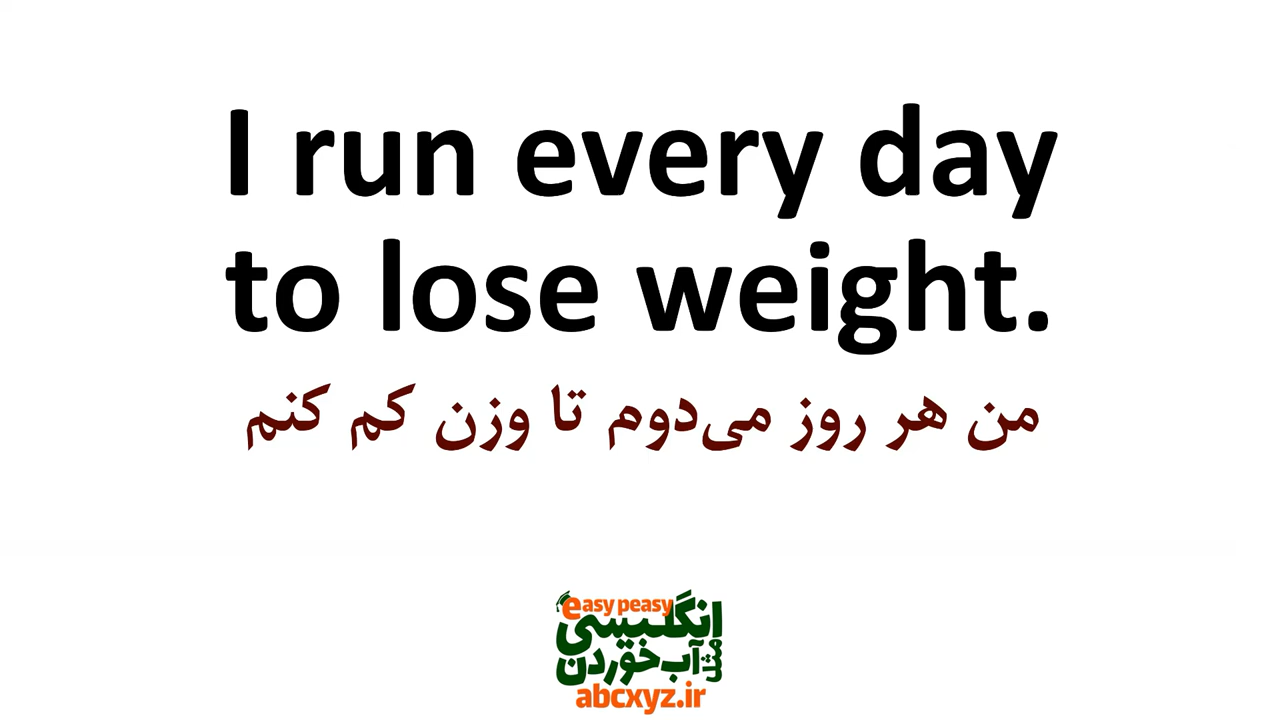 I run every day
to lose weight.
من هر روز می‌دوم تا وزن کم کنم
easy peasy
انگلیسی
مثل آب خوردن
abcxyz.ir